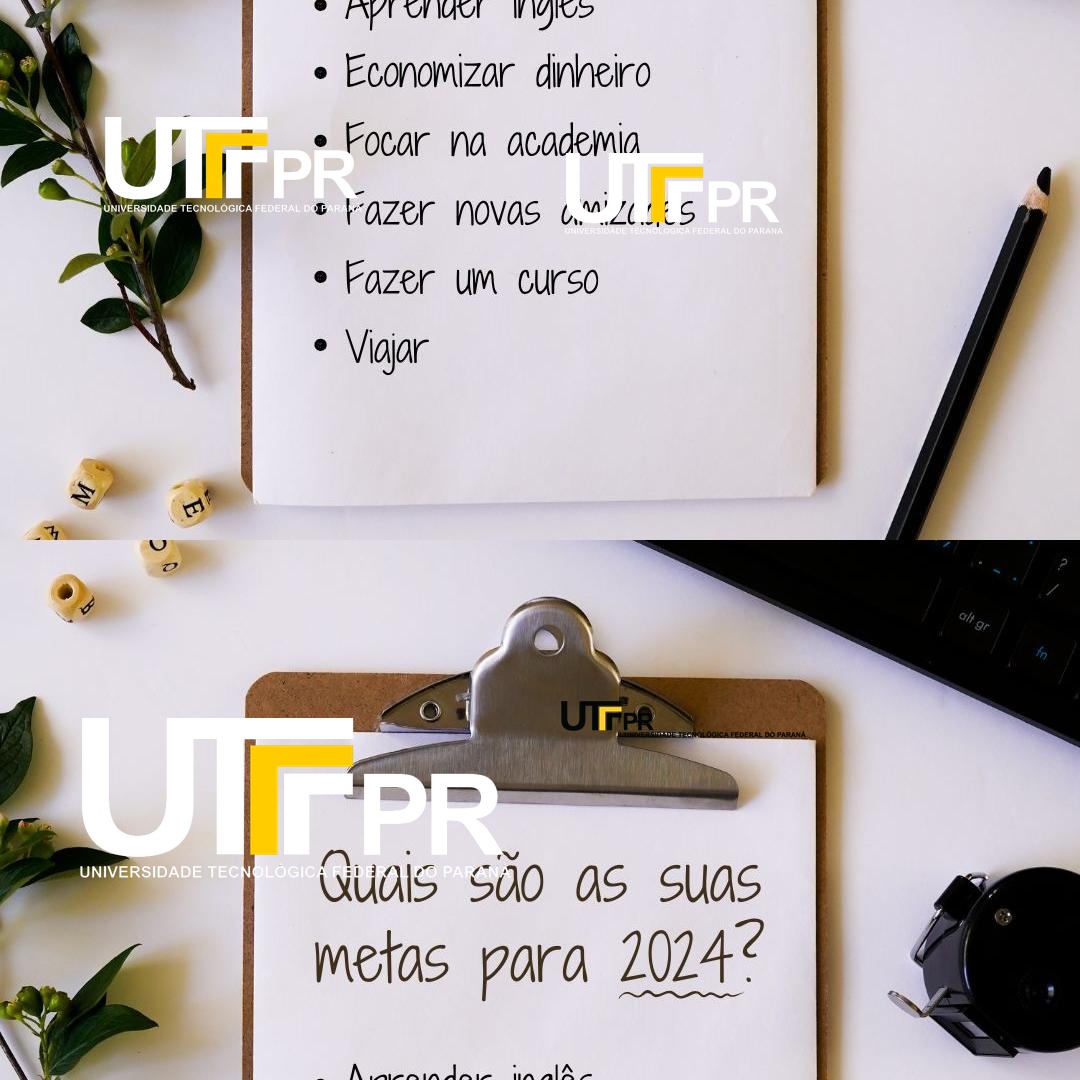 Aprender inglês
Economizar dinheiro
Focar na academia
UTFPR
UNIVERSIDADE TECNOLÓGICA FEDERAL DO PARANÁ
UTFPR
UNIVERSIDADE TECNOLÓGICA FEDERAL DO PARANÁ
Fazer novas amizades
Fazer um curso
Viajar
M
E
alt gr
fn
?
/
UTFPR
UNIVERSIDADE TECNOLÓGICA FEDERAL DO PARANÁ
UTFPR
UNIVERSIDADE TECNOLÓGICA FEDERAL DO PARANÁ
Quais são as suas
metas para 2024?
Aprender inglês